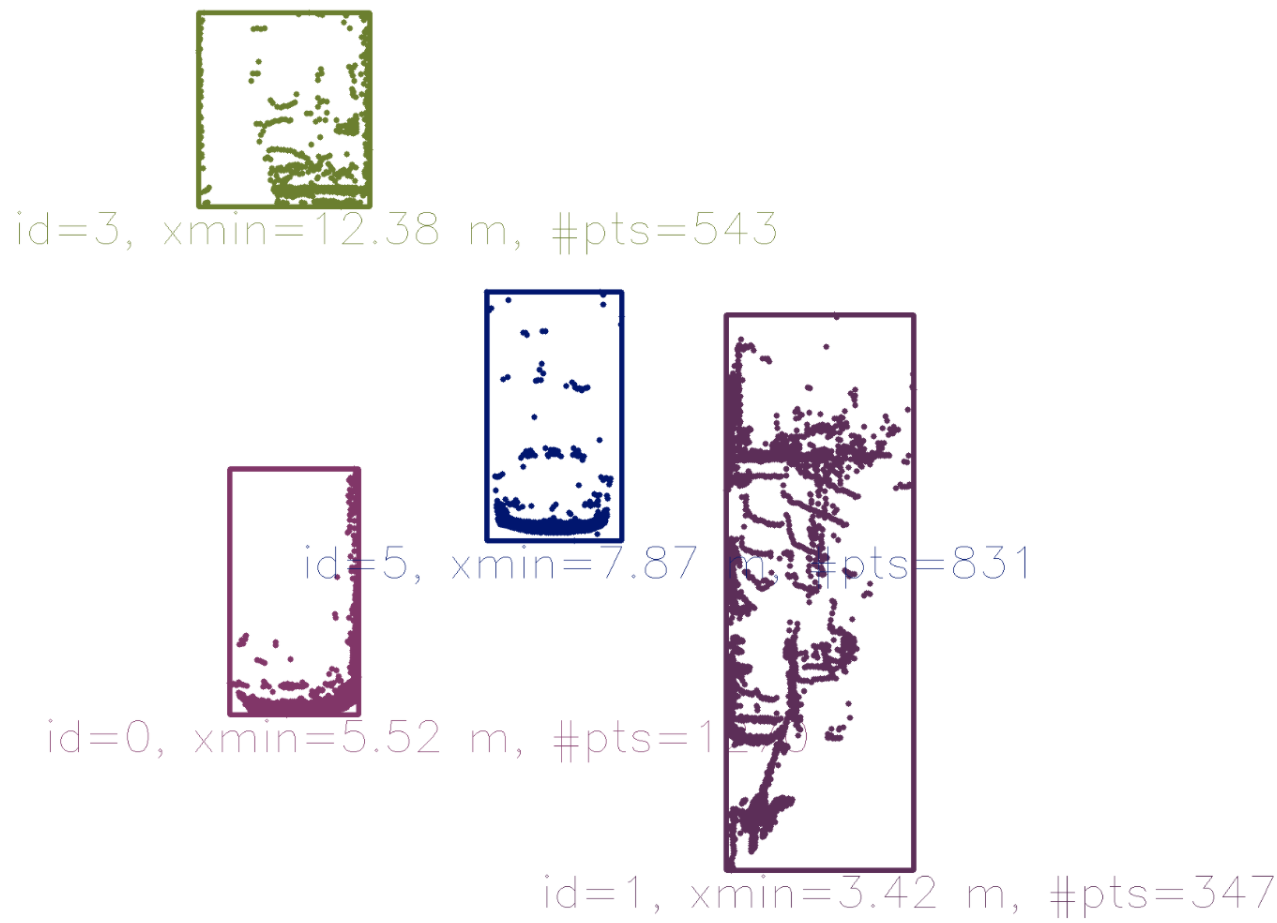 id=3, xmin=12.38 m, #pts=543
id=5, xmin=7.87 m, #pts=831
id=0, xmin=5.52 m,
id=1, xmin=3.42 m, #pts=347